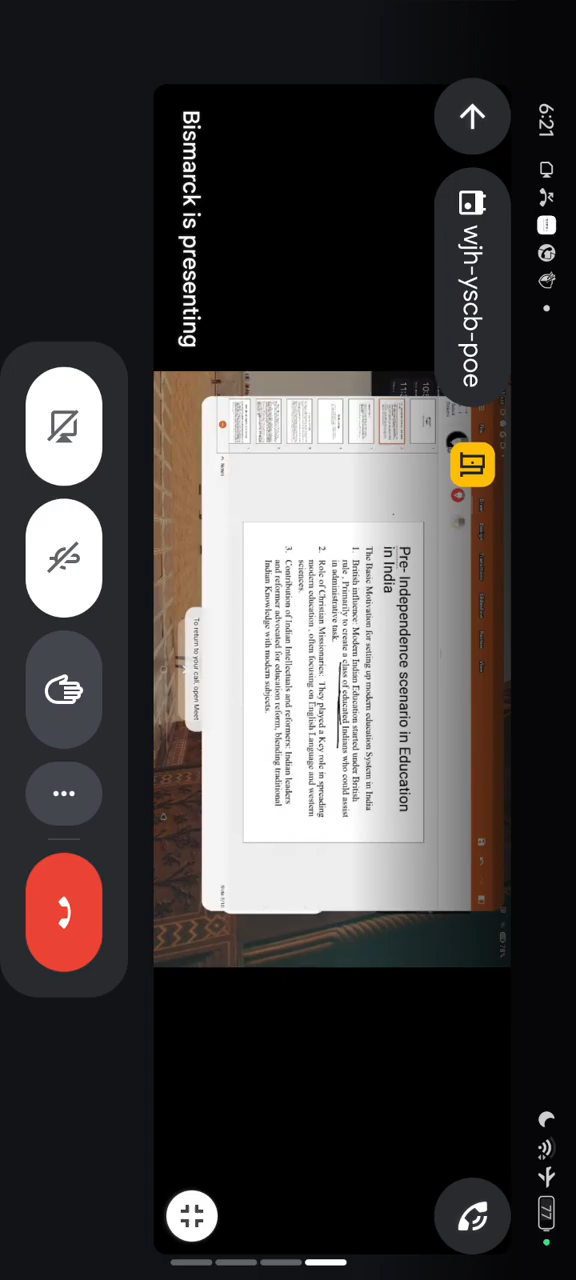 6:21
77
wjh-yscb-poe
Bismarck is presenting
Pre- Independence scenario in Education
in India
The Basic Motivation for setting up modern education System in India
1. British influence: Modern Indian Education started under British
rule . Primarily to create a class of educated Indians who could assist
in administrative task.
2. Role of Christian Missionaries: They played a Key role in spreading
modern education , often focusing on English Language and western
sciences.
3. Contribution of Indian Intellectuals and reformers: Indian leaders
and reformer advocated for education reform, blending traditional
Indian Knowledge with modern subjects.
To return to your call, open Meet